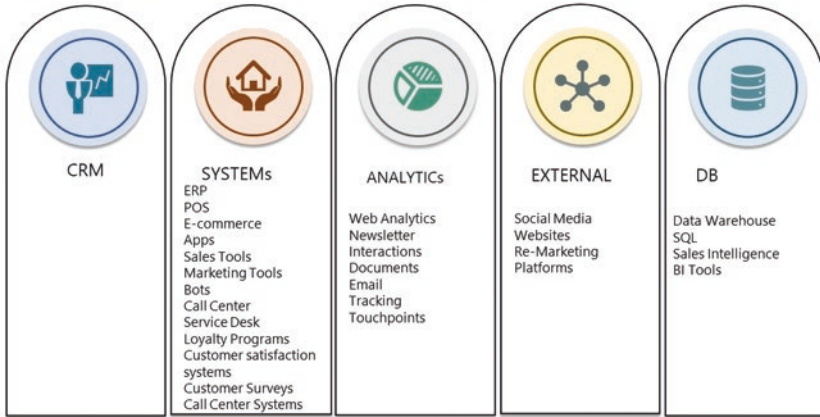 CRM
SYSTEMs
ERP
POS
E-commerce
Apps
Sales Tools
Marketing Tools
Bots
Call Center
Service Desk
Loyalty Programs
Customer satisfaction
systems
Customer Surveys
Call Center Systems
ANALYTICs
Web Analytics
Newsletter
Interactions
Documents
Email
Tracking
Touchpoints
EXTERNAL
Social Media
Websites
Re-Marketing
Platforms
DB
Data Warehouse
SQL
Sales Intelligence
BI Tools